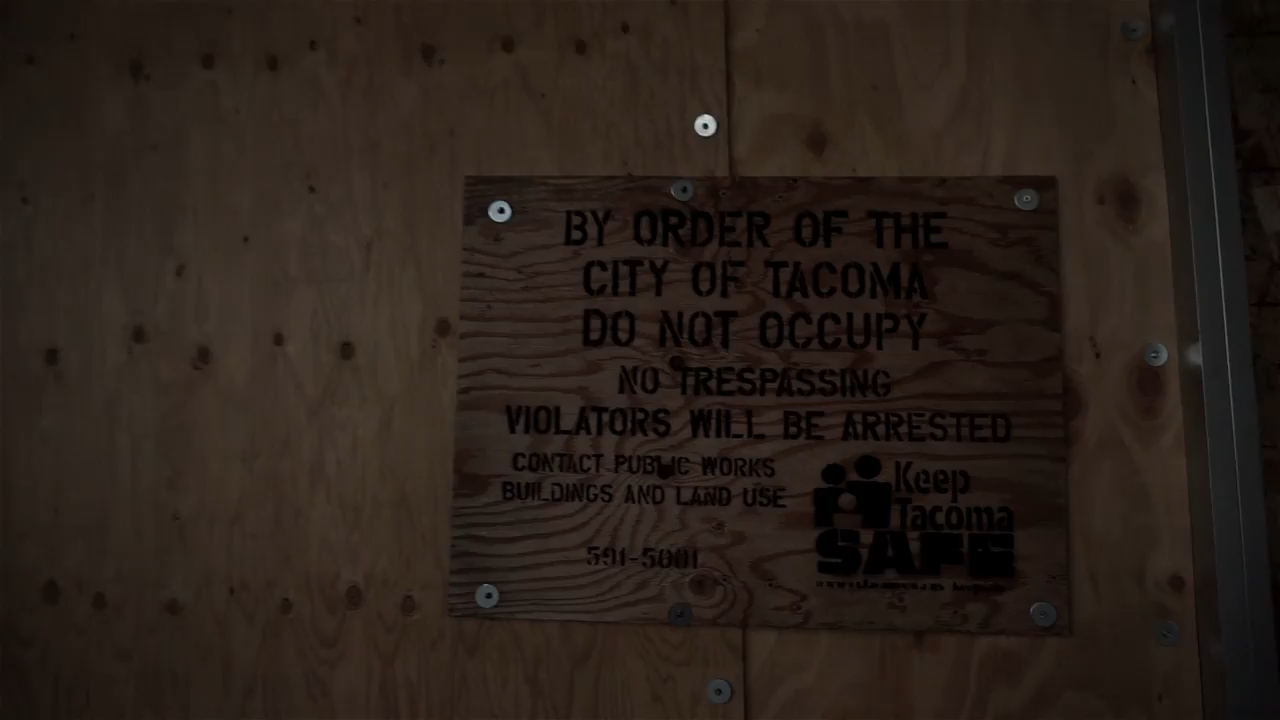 BY ORDER OF THE
CITY OF TACOMA
DO NOT OCCUPY
NO TRESPASSING
VIOLATORS WILL BE ARRESTED
CONTACT PUBLIC WORKS
BUILDINGS AND LAND USE
591-5001
Keep
Tacoma
SAFE